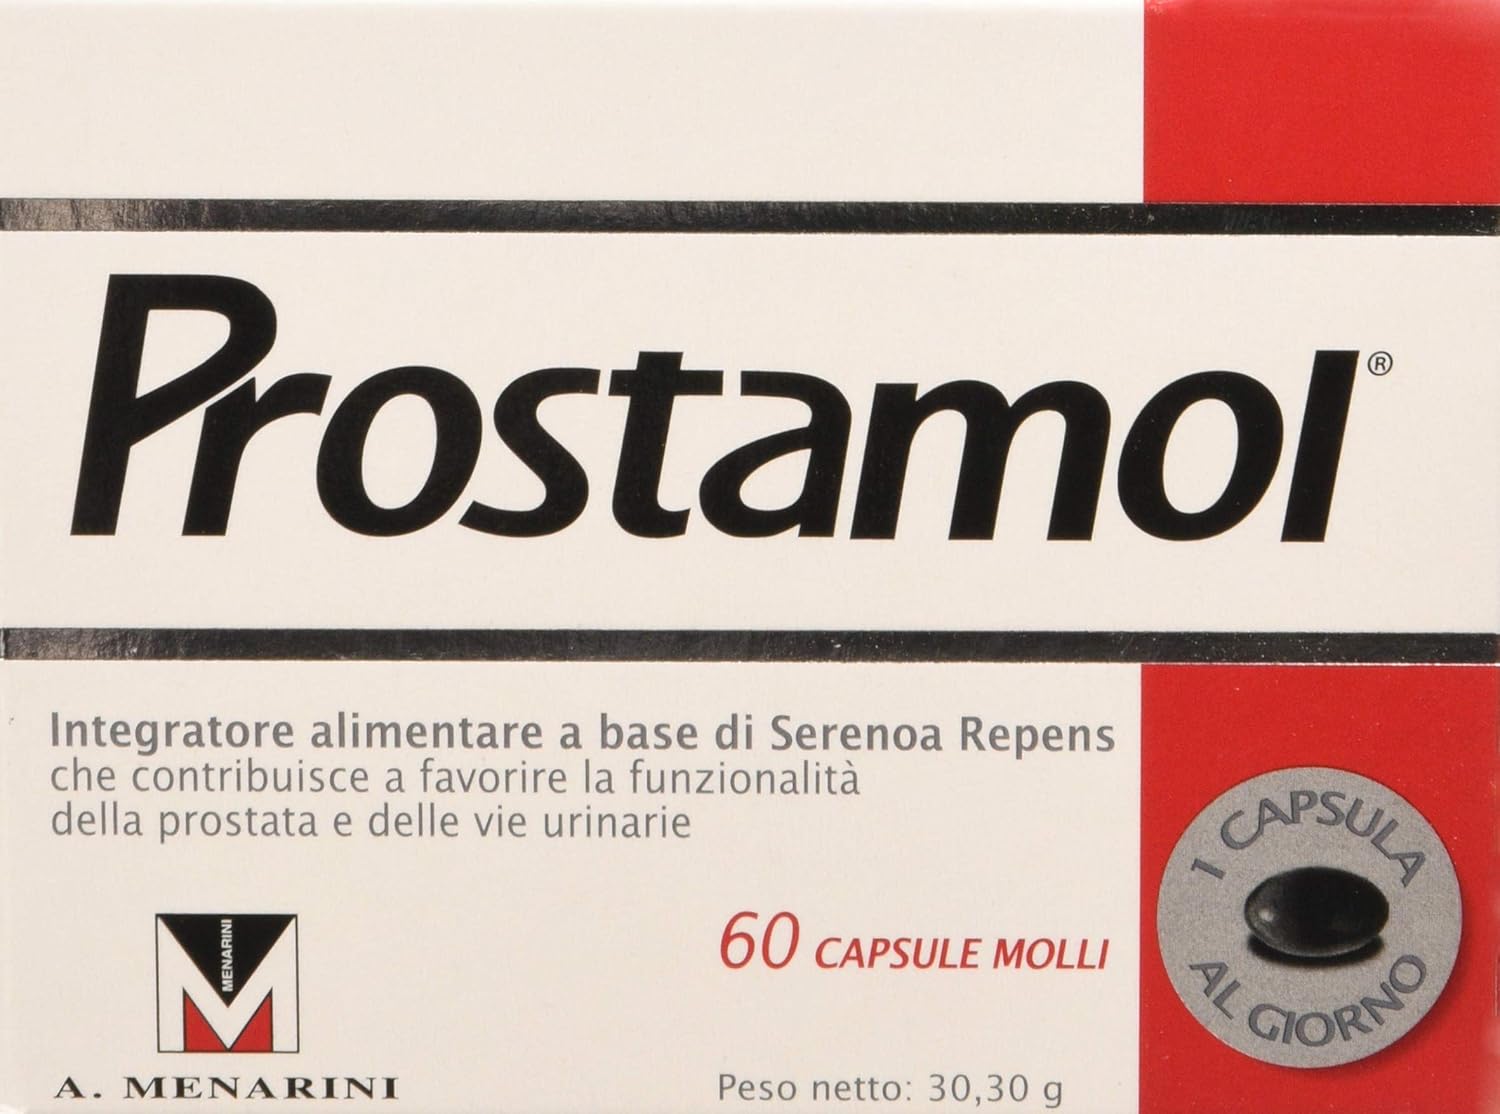 Prostamol®
Integratore alimentare a base di Serenoa Repens
che contribuisce a favorire la funzionalità
della prostata e delle vie urinarie
1 CAPSULA
AL GIORNO
60 CAPSULE MOLLI
MENARINI
A. MENARINI
Peso netto: 30,30 g